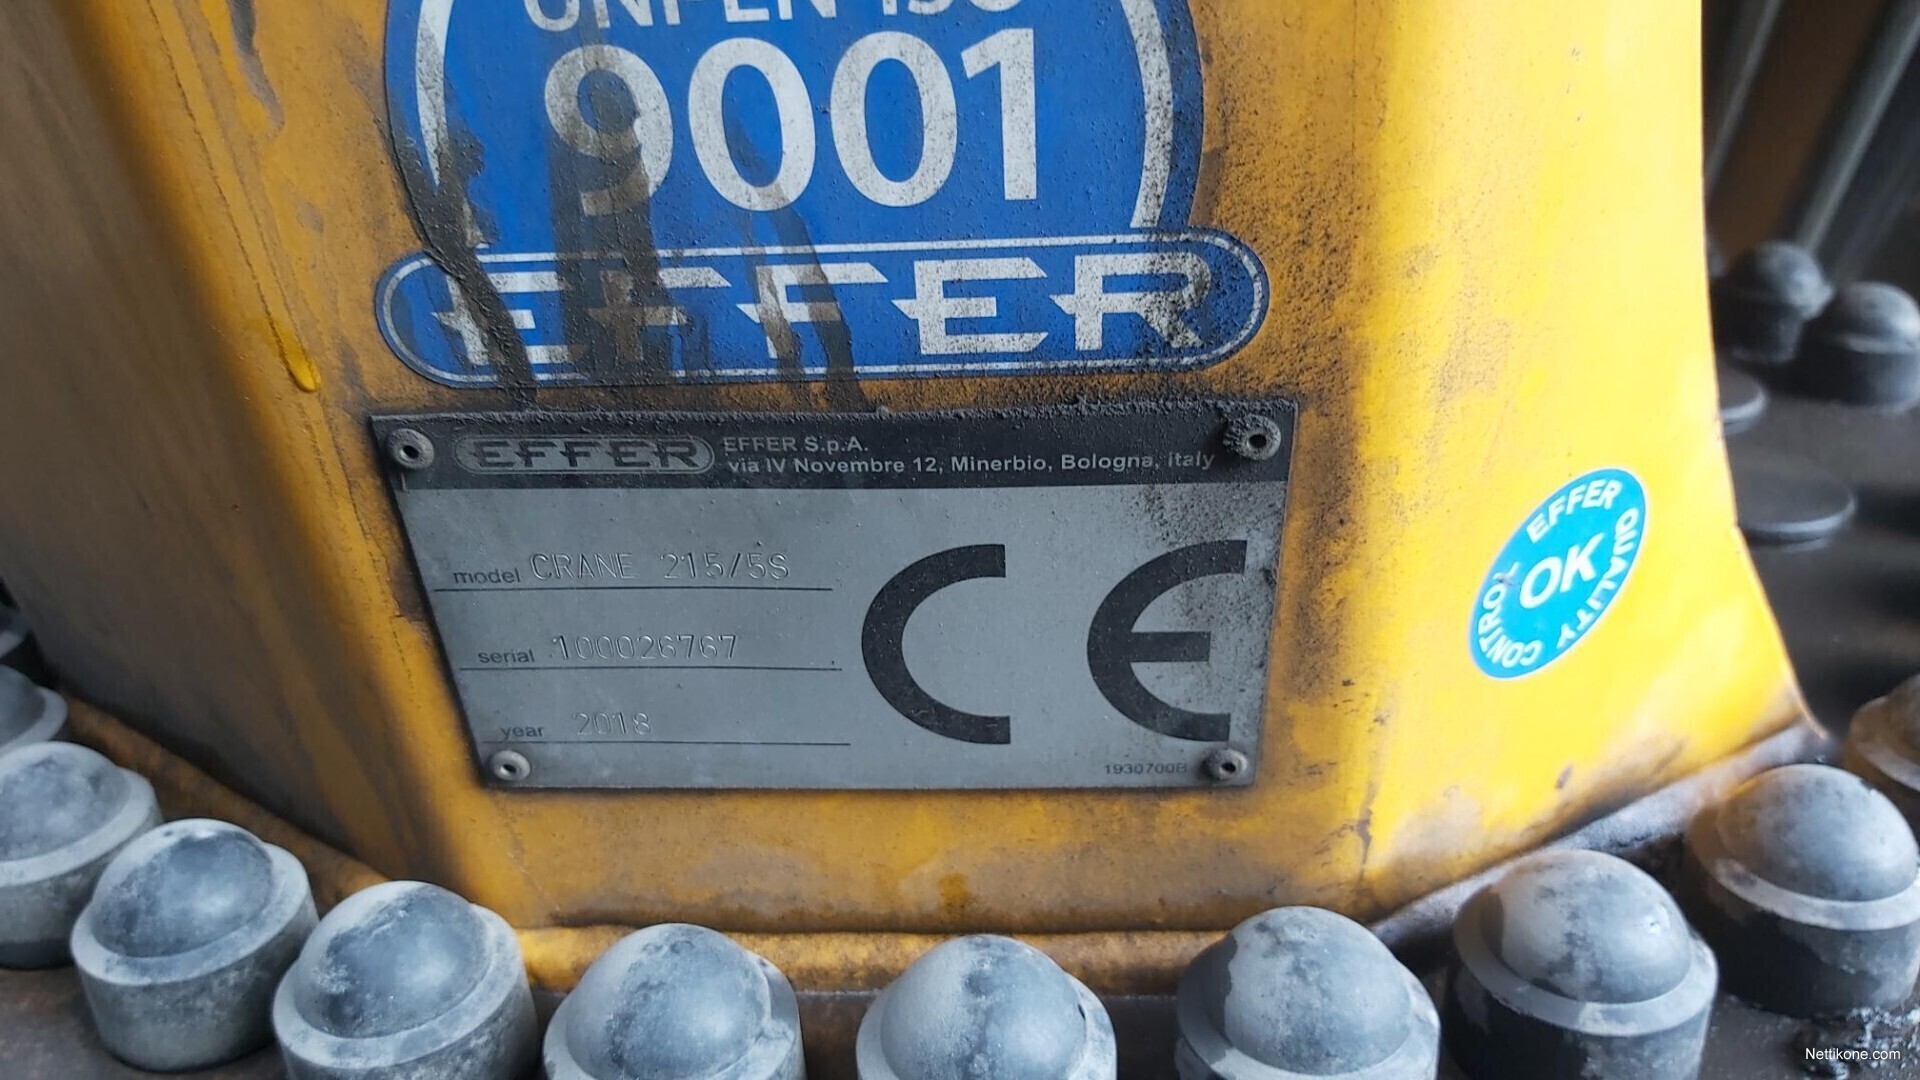 9001
EFFER
EFFER
EFFER S.p.A.
via IV Novembre 12, Minerbio, Bologna, Italy
model CRANE 215/5S
serial 100026767
year 2018
CE
1930700B
EFFER QUALITY CONTROL
OK
Nettikone.com